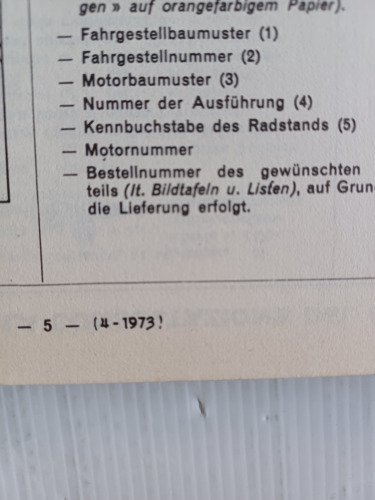 gen » auf orangefarbigem Papier).
— Fahrgestellbaumuster (1)
— Fahrgestellnummer (2)
— Motorbaumuster (3)
— Nummer der Ausführung (4)
— Kennbuchstabe des Radstands (5)
— Motornummer
— Bestellnummer des gewünschten
teils (lt. Bildtafeln u. Listen), auf Grun
die Lieferung erfolgt.
— 5 — (4-1973!